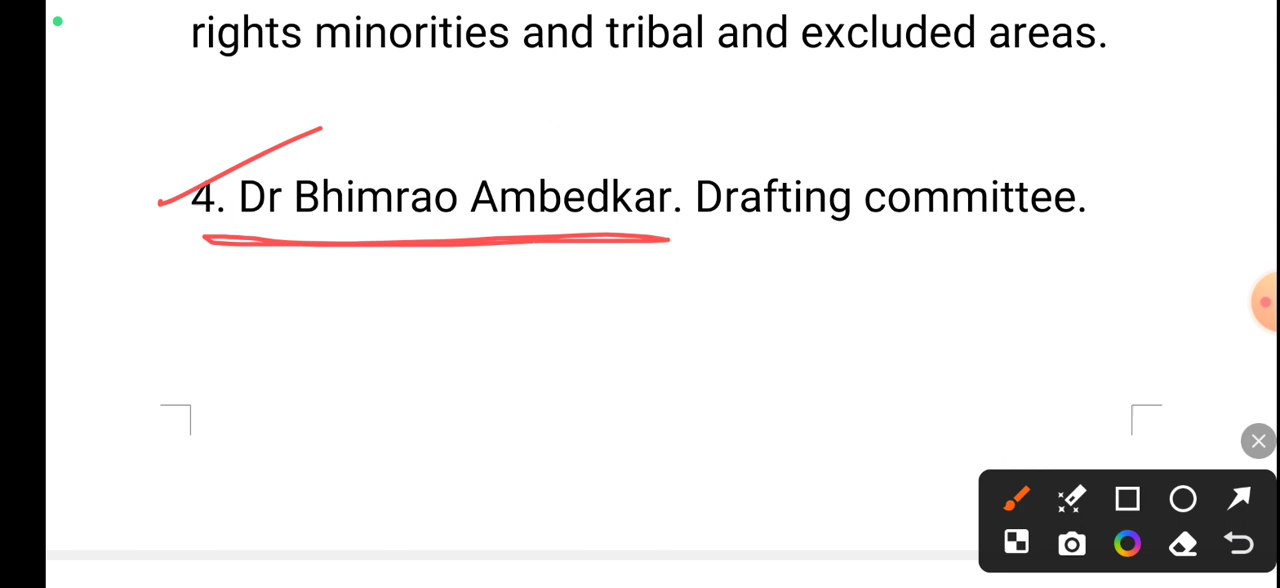 rights minorities and tribal and excluded areas.
4. Dr Bhimrao Ambedkar. Drafting committee.